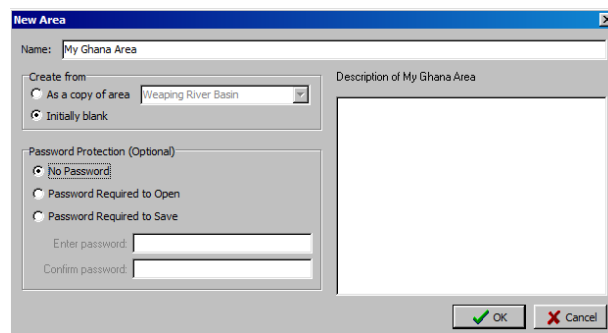 New Area
Name: My Ghana Area
Create from
As a copy of area Weaping River Basin
Initially blank
Description of My Ghana Area
Password Protection (Optional)
No Password
Password Required to Open
Password Required to Save
Enter password:
Confirm password:
OK Cancel